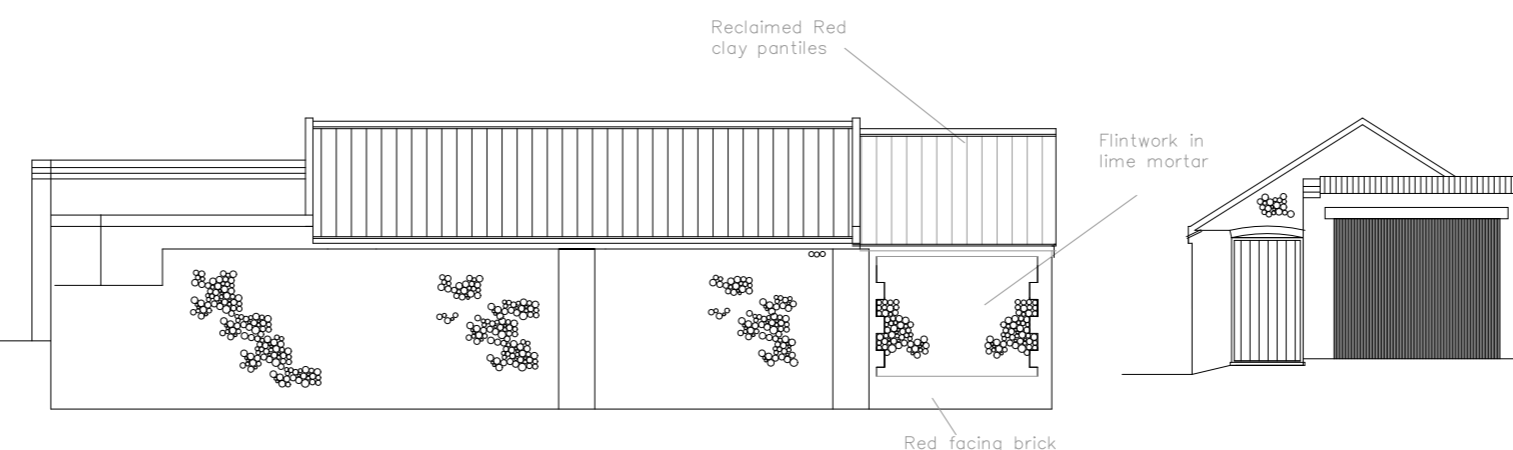 Reclaimed Red
clay pantiles
Flintwork in
lime mortar
Red facing brick